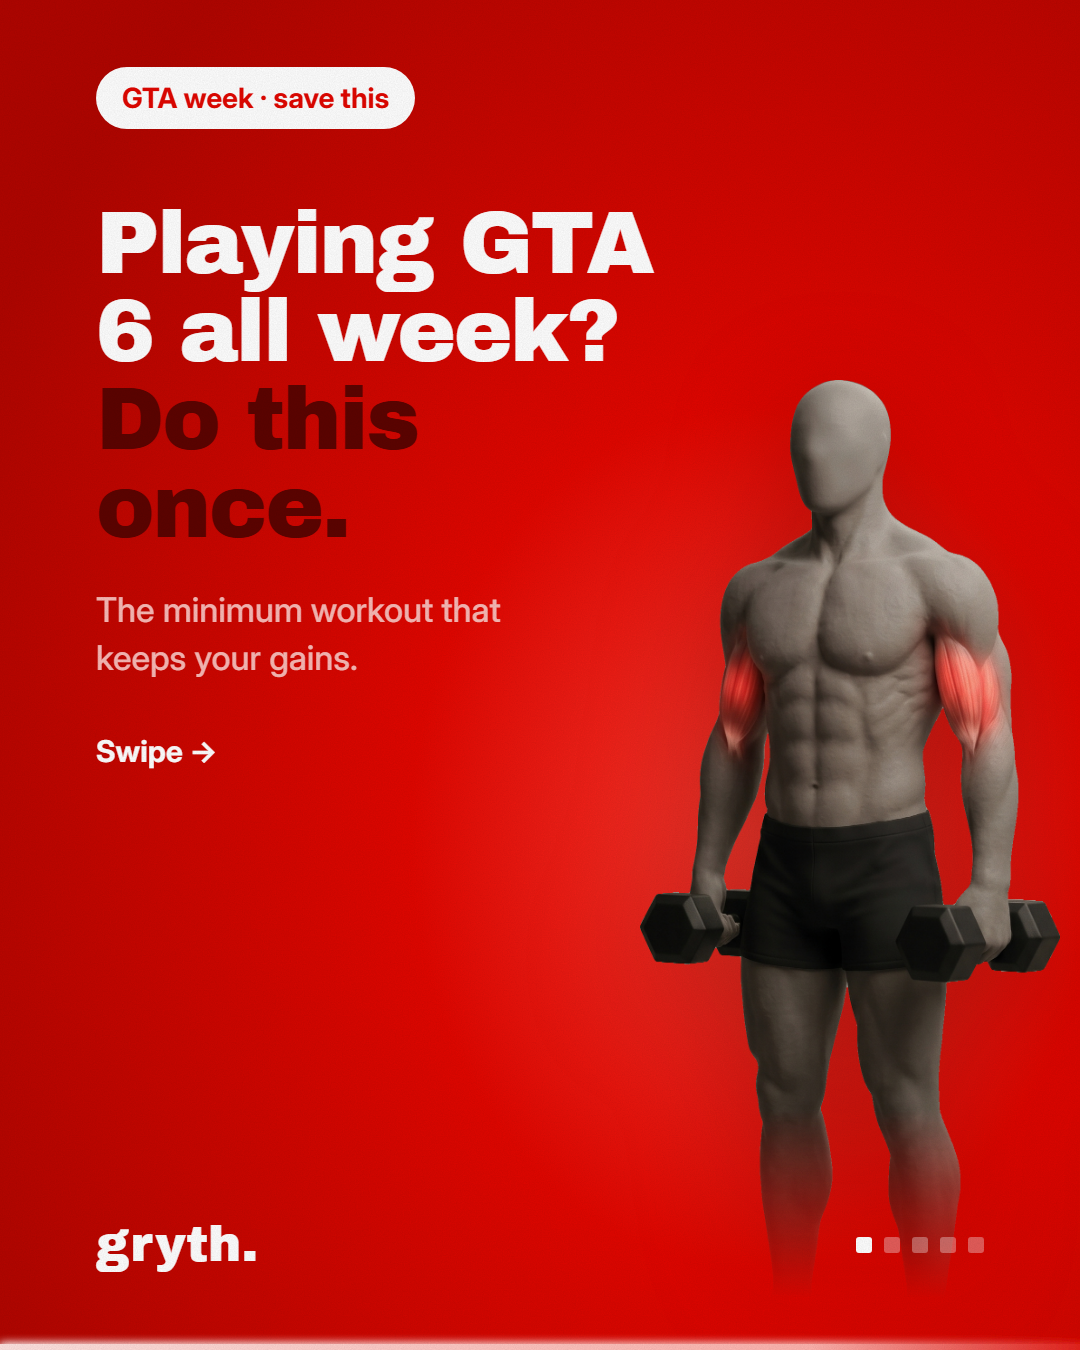 GTA week · save this
Playing GTA
6 all week?
Do this
once.
The minimum workout that
keeps your gains.
Swipe →
gryth.